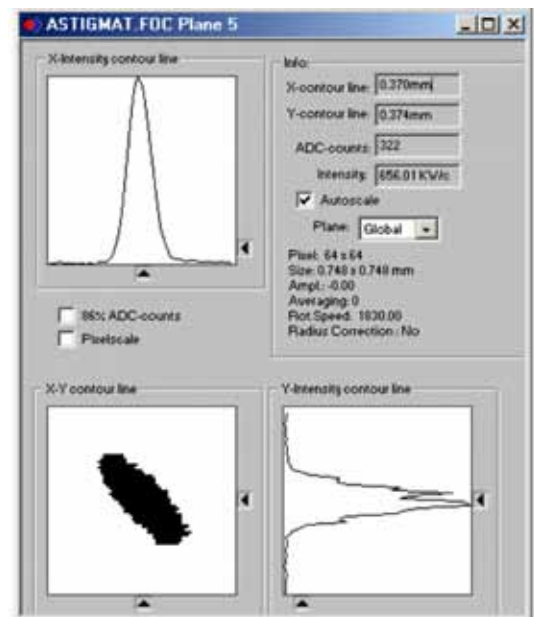 ASTIGMAT.FOC Plane 5
X-Intensity contour line
Info:
X-contour line: 0.370mm
Y-contour line: 0.374mm
ADC-counts: 322
Intensity: 656.01 KW/c
Autoscale
Plane: Global
Pixel: 64 x 64
Size: 0.748 x 0.748 mm
Ampl.: -0.00
Averaging: 0
Rot.Speed: 1830.00
Radius Correction : No
86% ADC-counts
Pixelscale
X-Y contour line
Y-Intensity contour line